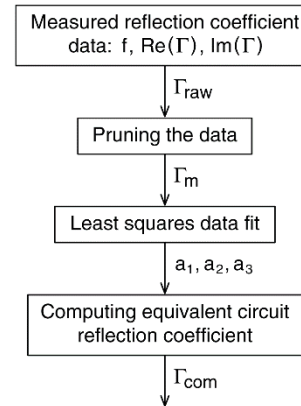 Measured reflection coefficient
data: f, Re(Γ), Im(Γ)
Γraw
Pruning the data
Γm
Least squares data fit
a₁, a₂, a₃
Computing equivalent circuit
reflection coefficient
Γcom